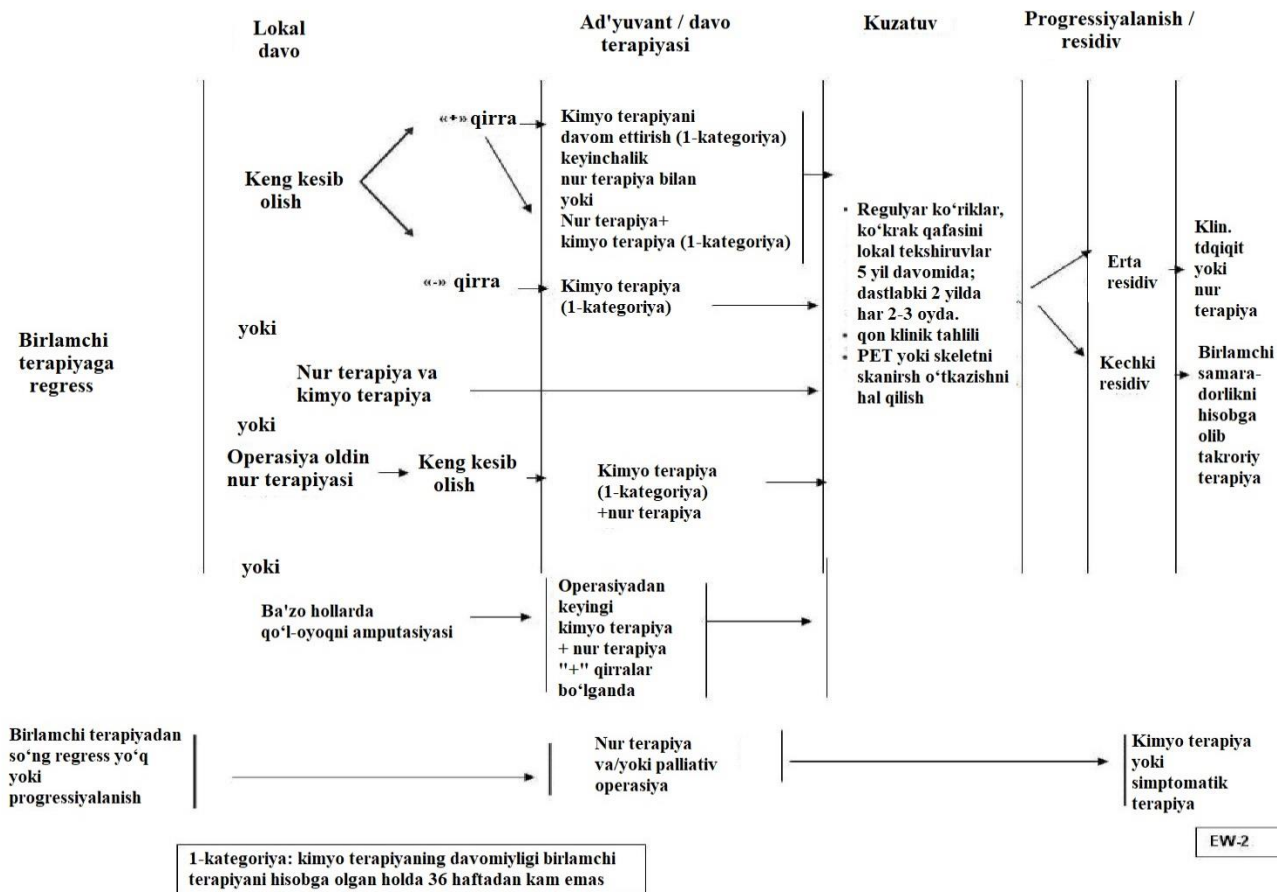 Lokal
davo
Ad'yuvant / davo
terapiyasi
Kuzatuv
Progressiyalanish /
residiv
Birlamchi
terapiyaga
regress
Keng kesib
olish
«+» qirra
«-» qirra
Kimyo terapiyani
davom ettirish (1-kategoriya)
keyinchalik
nur terapiya bilan
yoki
Nur terapiya+
kimyo terapiya (1-kategoriya)
Kimyo terapiya
(1-kategoriya)
yoki
Nur terapiya va
kimyo terapiya
yoki
Operasiya oldin
nur terapiyasi
Keng kesib
olish
Kimyo terapiya
(1-kategoriya)
+nur terapiya
yoki
Ba'zo hollarda
qo‘l-oyoqni amputasiyasi
Operasiyadan
keyingi
kimyo terapiya
+ nur terapiya
"+" qirralar
bo‘lganda
• Regulyar ko‘riklar,
ko‘krak qafasini
lokal tekshiruvlar
5 yil davomida;
dastlabki 2 yilda
har 2-3 oyda.
• qon klinik tahlili
• PET yoki skeletni
skanirsh o‘tkazishni
hal qilish
Erta
residiv
Klin.
tdqiqit
yoki
nur
terapiya
Kechki
residiv
Birlamchi
samara-
dorlikni
hisobga
olib
takroriy
terapiya
Birlamchi terapiyadan
so‘ng regress yo‘q
yoki
progressiyalanish
Nur terapiya
va/yoki palliativ
operasiya
Kimyo terapiya
yoki
simptomatik
terapiya
EW-2
1-kategoriya: kimyo terapiyaning davomiyligi birlamchi
terapiyani hisobga olgan holda 36 haftadan kam emas